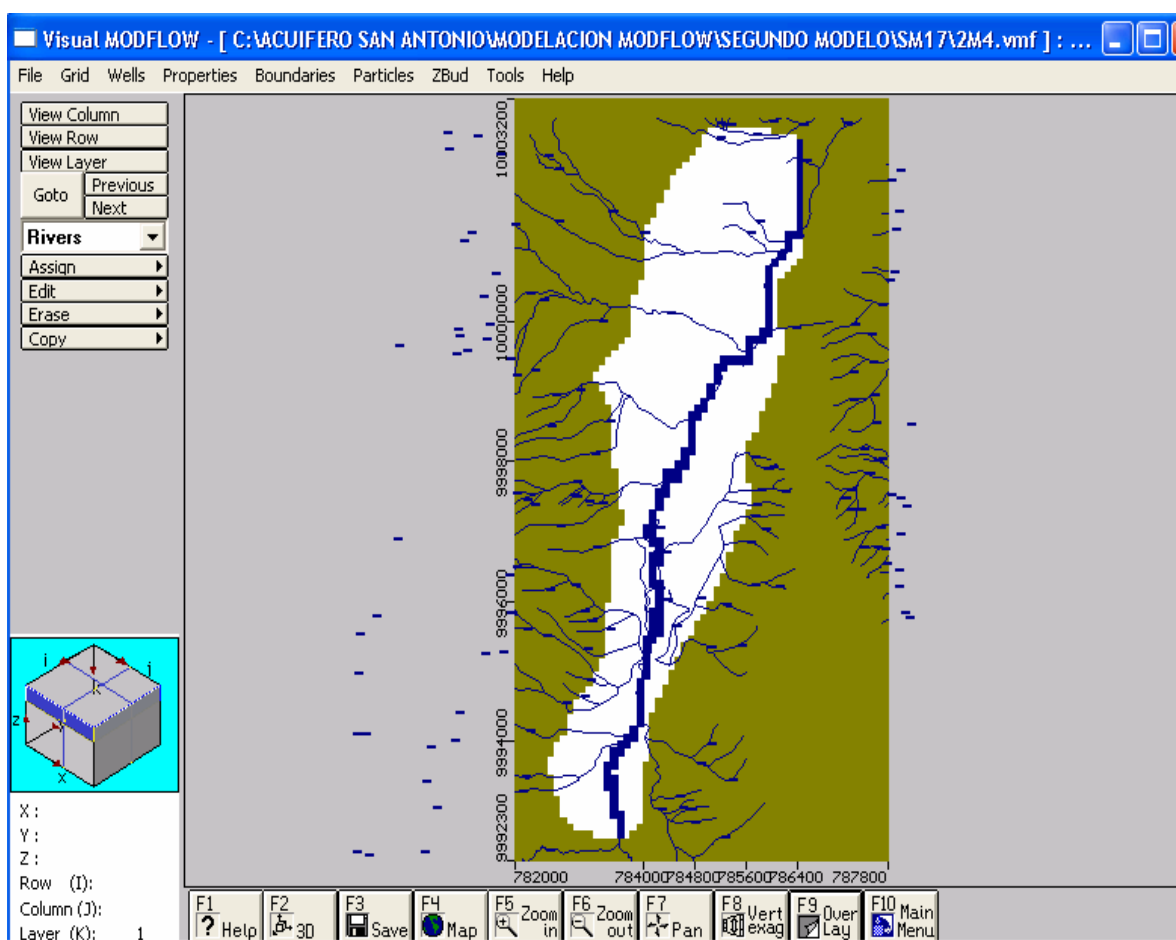 Visual MODFLOW - [ C:\ACUIFERO SAN ANTONIO\MODELACION MODFLOW\SEGUNDO MODELO\SM17\2M4.vmf ] : ...
File Grid Wells Properties Boundaries Particles ZBud Tools Help
View Column
View Row
View Layer
Goto
Previous
Next
Rivers
Assign
Edit
Erase
Copy
10003200
10000000
9998000
9996000
9994000
9992300
782000 784000 784800 785600 786400 787800
i j
k
Z
Y
X
X :
Y :
Z :
Row (I):
Column (J):
Layer (K): 1
F1 ? Help
F2 3D
F3 Save
F4 Map
F5 Zoom in
F6 Zoom out
F7 Pan
F8 Vert exag
F9 Over Lay
F10 Main Menu